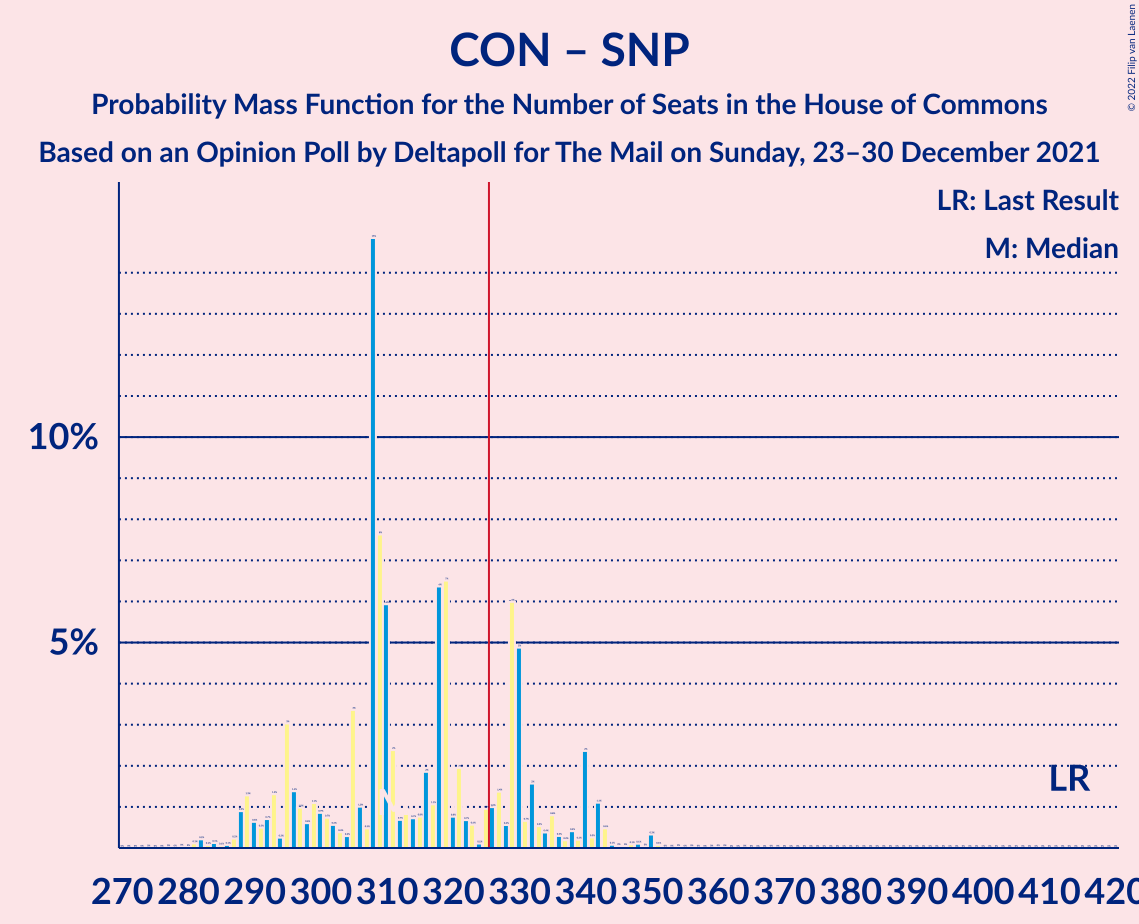 CON – SNP
Probability Mass Function for the Number of Seats in the House of Commons
Based on an Opinion Poll by Deltapoll for The Mail on Sunday, 23–30 December 2021
© 2022 Filip van Laenen
LR: Last Result
M: Median
10%
5%
LR
270 280 290 300 310 320 330 340 350 360 370 380 390 400 410 420